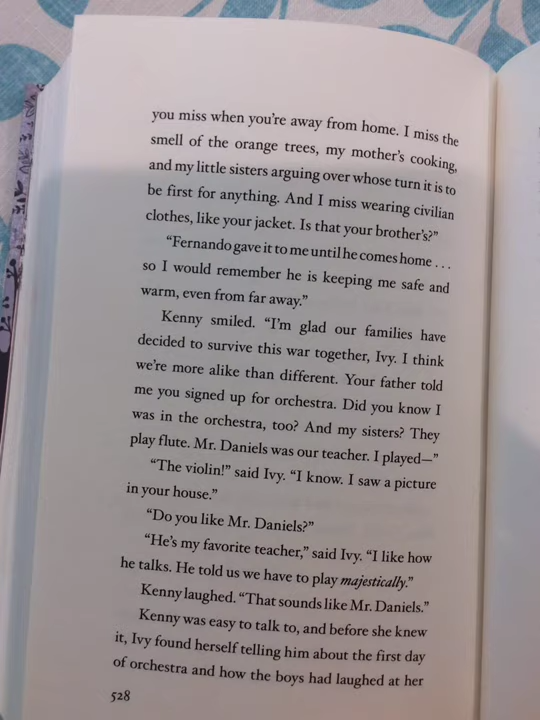 you miss when you're away from home. I miss the
smell of the orange trees, my mother's cooking,
and my little sisters arguing over whose turn it is to
be first for anything. And I miss wearing civilian
clothes, like your jacket. Is that your brother's?"
"Fernando gave it to me until he comes home . . .
so I would remember he is keeping me safe and
warm, even from far away."
Kenny smiled. "I'm glad our families have
decided to survive this war together, Ivy. I think
we're more alike than different. Your father told
me you signed up for orchestra. Did you know I
was in the orchestra, too? And my sisters? They
play flute. Mr. Daniels was our teacher. I played—"
"The violin!" said Ivy. "I know. I saw a picture
in your house."
"Do you like Mr. Daniels?"
"He's my favorite teacher," said Ivy. "I like how
he talks. He told us we have to play majestically."
Kenny laughed. "That sounds like Mr. Daniels."
Kenny was easy to talk to, and before she knew
it, Ivy found herself telling him about the first day
of orchestra and how the boys had laughed at her
528